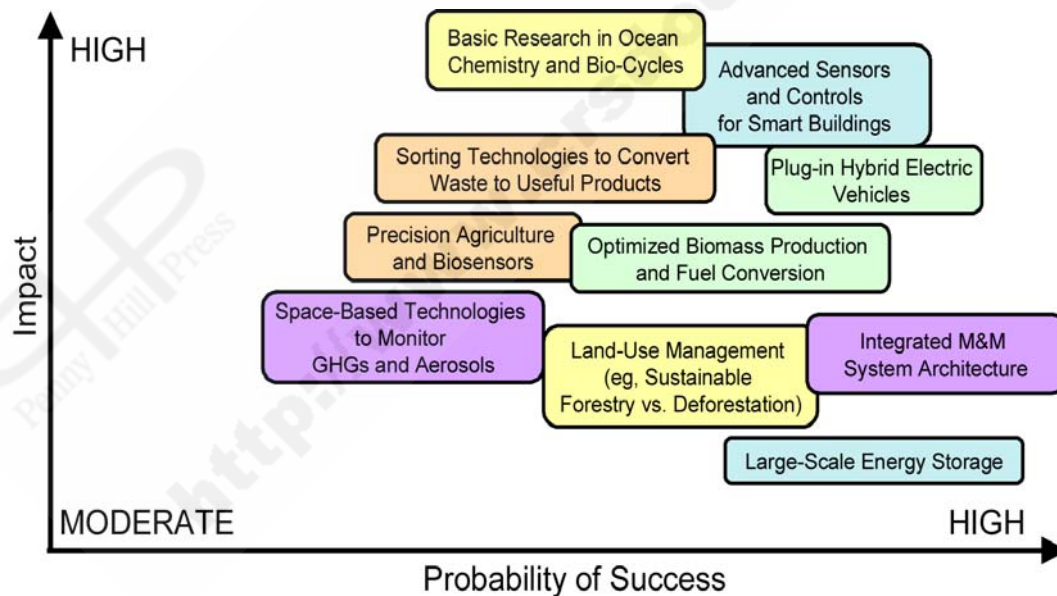 HIGH
Basic Research in Ocean
Chemistry and Bio-Cycles
Advanced Sensors
and Controls
for Smart Buildings
Sorting Technologies to Convert
Waste to Useful Products
Plug-in Hybrid Electric
Vehicles
Precision Agriculture
and Biosensors
Optimized Biomass Production
and Fuel Conversion
Impact
Space-Based Technologies
to Monitor
GHGs and Aerosols
Land-Use Management
(eg, Sustainable
Forestry vs. Deforestation)
Integrated M&M
System Architecture
Large-Scale Energy Storage
MODERATE
HIGH
Probability of Success
Penny Hill Press